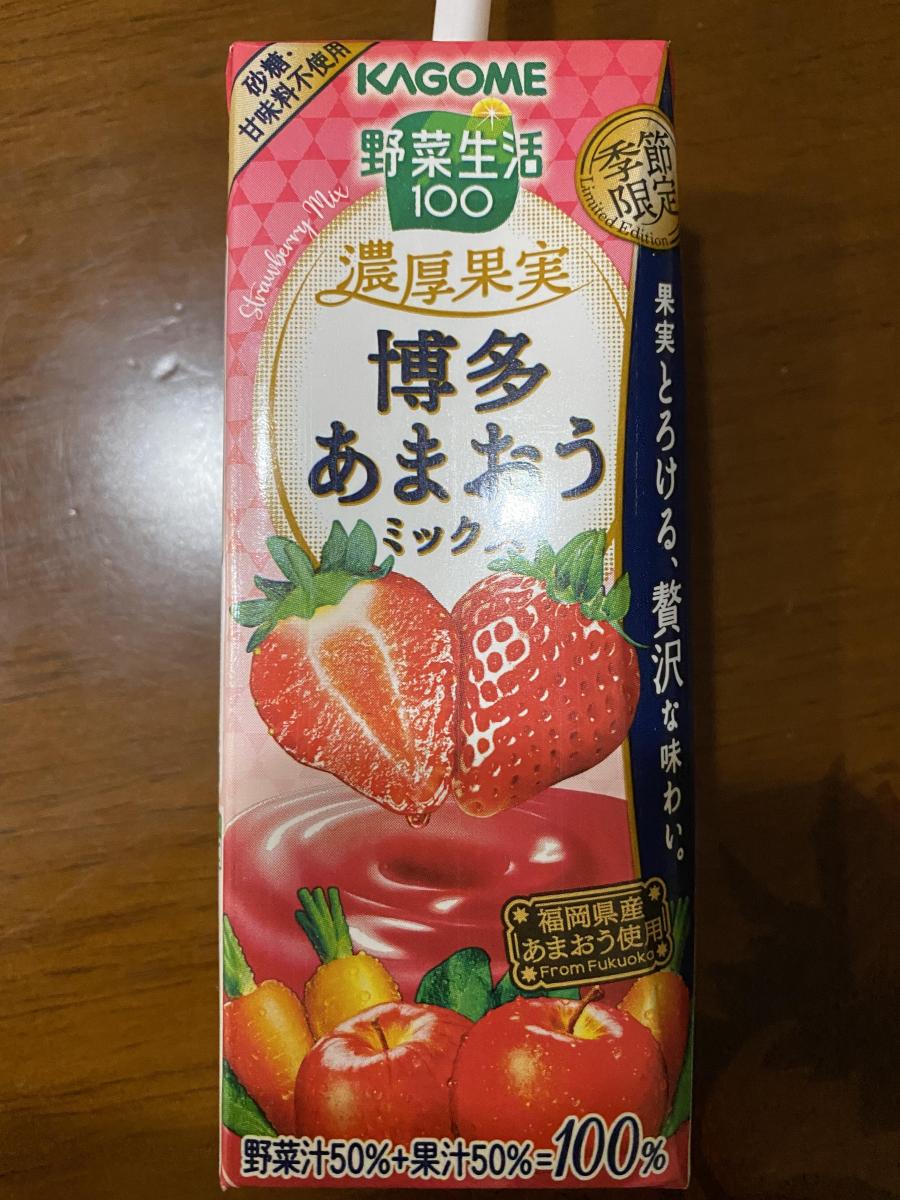 砂糖・
甘味料不使用
KAGOME
野菜生活
100
季節
限定
Limited Edition
Strawberry Mix
濃厚果実
博多
あまおう
ミックス
果実とろける、贅沢な味わい。
福岡県産
あまおう使用
From Fukuoka
野菜汁50%+果汁50%=100%